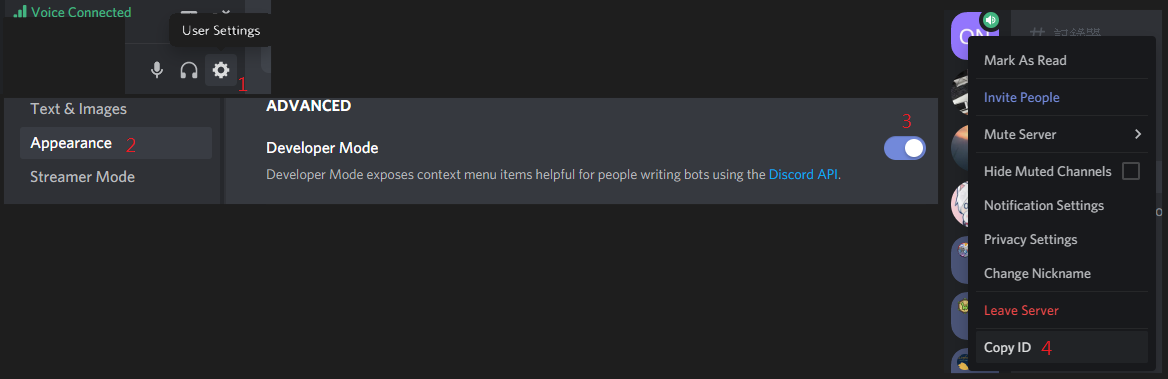 Voice Connected
User Settings
1
Text & Images
Appearance 2
Streamer Mode
ADVANCED
3
Developer Mode
Developer Mode exposes context menu items helpful for people writing bots using the Discord API.
Mark As Read
Invite People
Mute Server
Hide Muted Channels
Notification Settings
Privacy Settings
Change Nickname
Leave Server
Copy ID 4